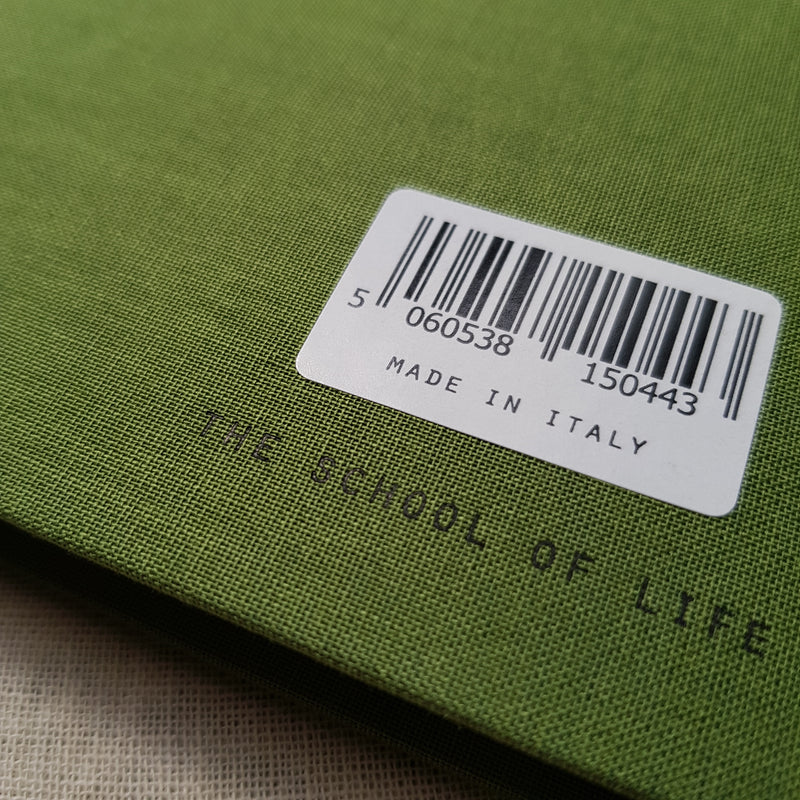 5 060538 150443
MADE IN ITALY
THE SCHOOL OF LIFE